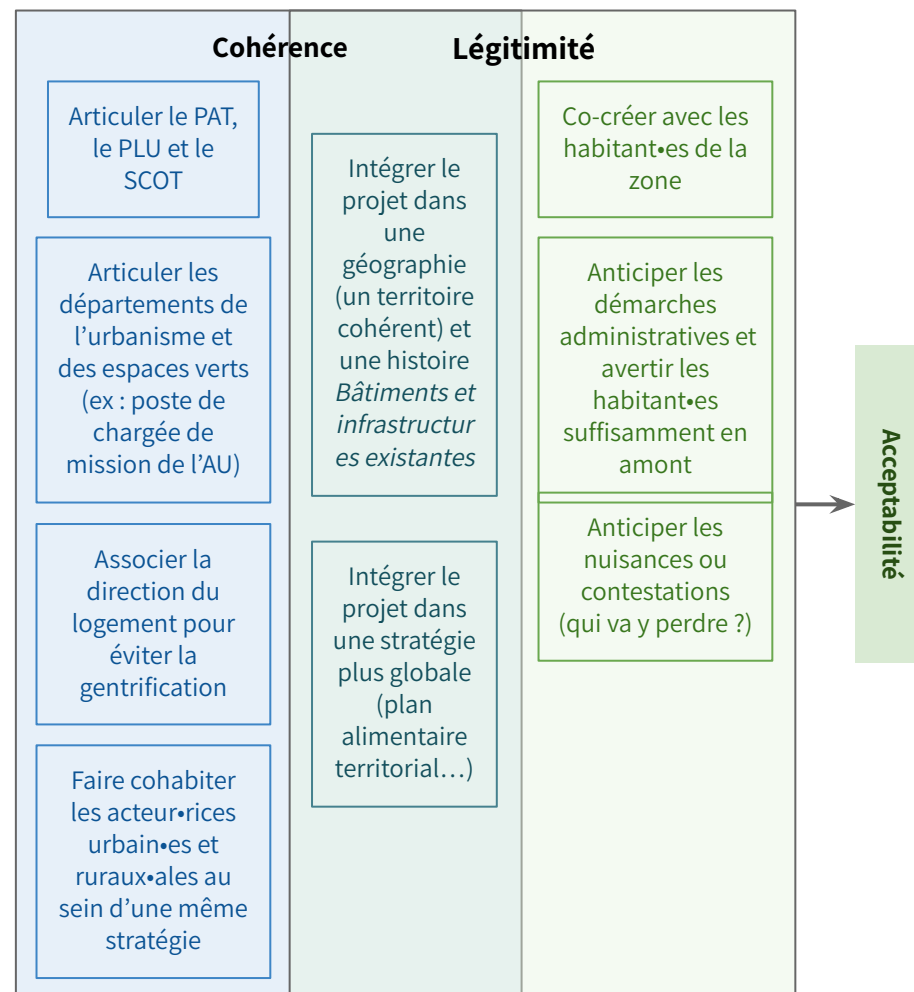 Cohérence
Légitimité
Articuler le PAT,
le PLU et le
SCOT
Articuler les
départements de
l’urbanisme et
des espaces verts
(ex : poste de
chargée de
mission de l’AU)
Associer la
direction du
logement pour
éviter la
gentrification
Faire cohabiter
les acteur•rices
urbain•es et
ruraux•ales au
sein d’une même
stratégie
Intégrer le
projet dans
une
géographie
(un territoire
cohérent) et
une histoire
Bâtiments et
infrastructur
es existantes
Intégrer le
projet dans
une stratégie
plus globale
(plan
alimentaire
territorial…)
Co-créer avec les
habitant•es de la
zone
Anticiper les
démarches
administratives et
avertir les
habitant•es
suffisamment en
amont
Anticiper les
nuisances ou
contestations
(qui va y perdre ?)
Acceptabilité